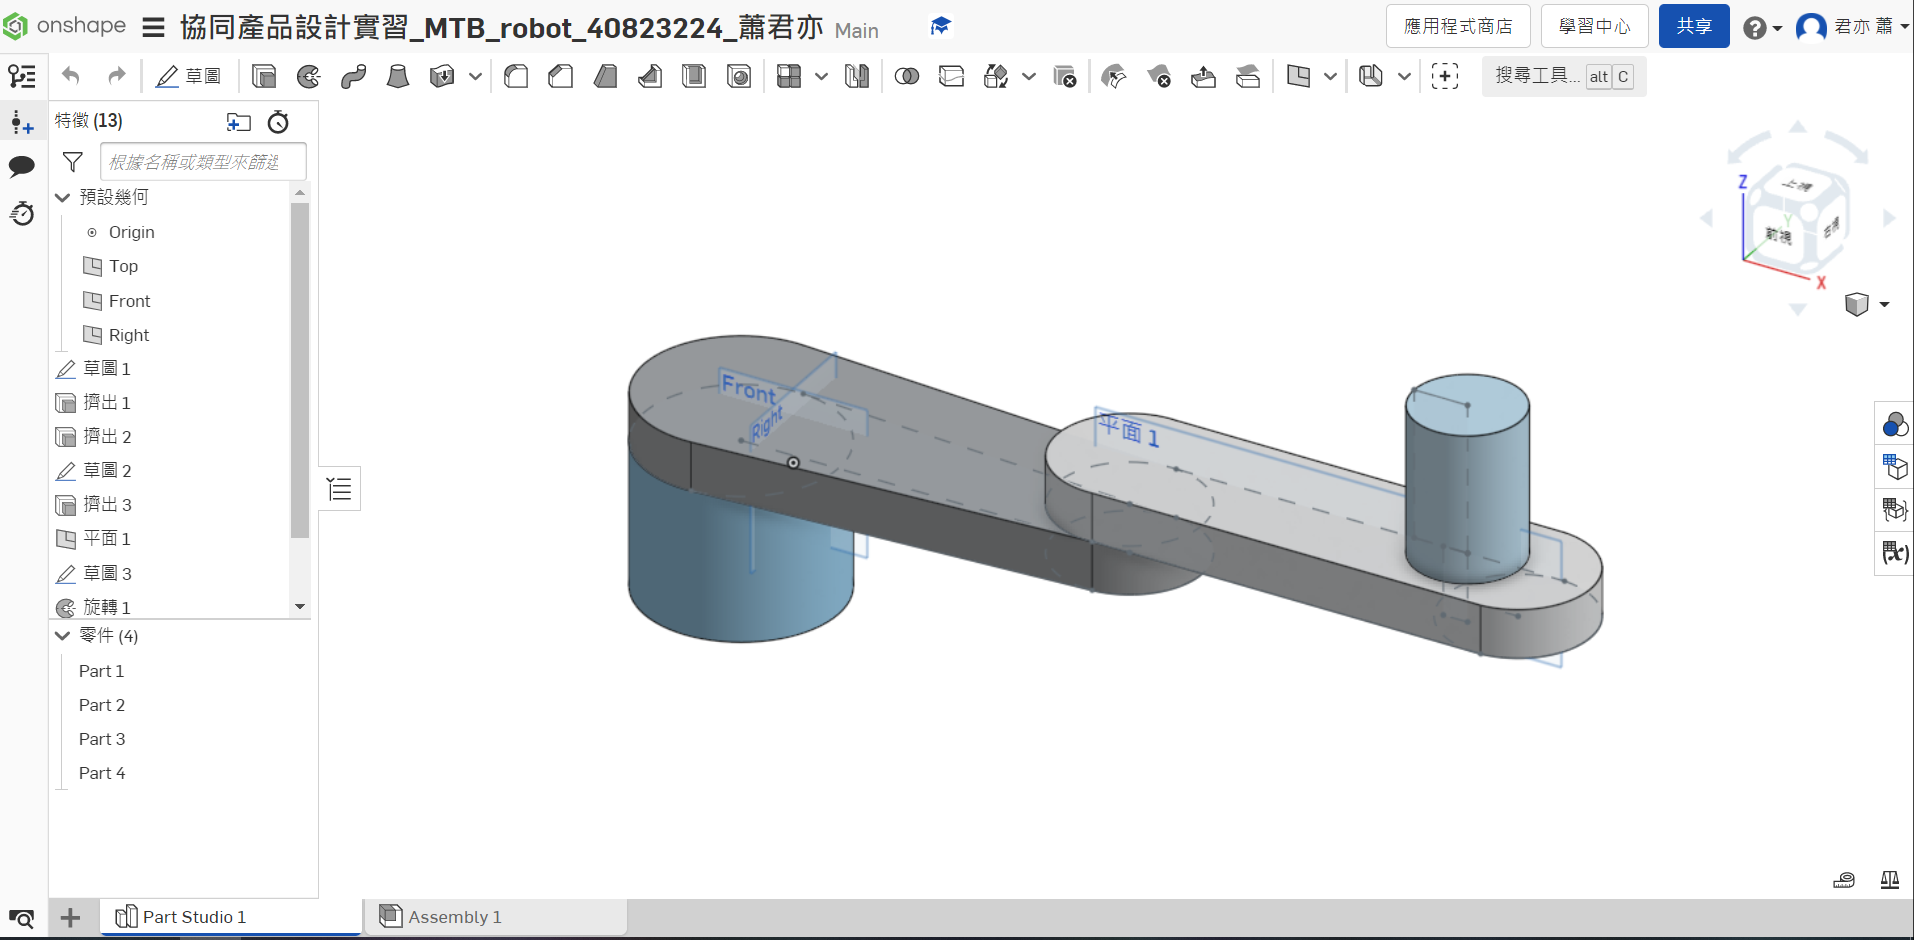 onshape
協同產品設計實習_MTB_robot_40823224_蕭君亦 Main
應用程式商店
學習中心
共享
君亦 蕭
草圖
搜尋工具... alt C
特徵 (13)
根據名稱或類型來篩選
預設幾何
Origin
Top
Front
Right
草圖 1
擠出 1
擠出 2
草圖 2
擠出 3
平面 1
草圖 3
旋轉 1
零件 (4)
Part 1
Part 2
Part 3
Part 4
Front
Right
平面 1
Z
上視
Y
前視
右視
X
Part Studio 1
Assembly 1